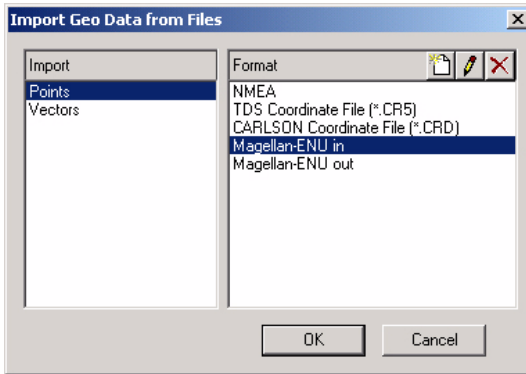 Import Geo Data from Files
Import
Points
Vectors
Format
NMEA
TDS Coordinate File (*.CR5)
CARLSON Coordinate File (*.CRD)
Magellan-ENU in
Magellan-ENU out
OK
Cancel